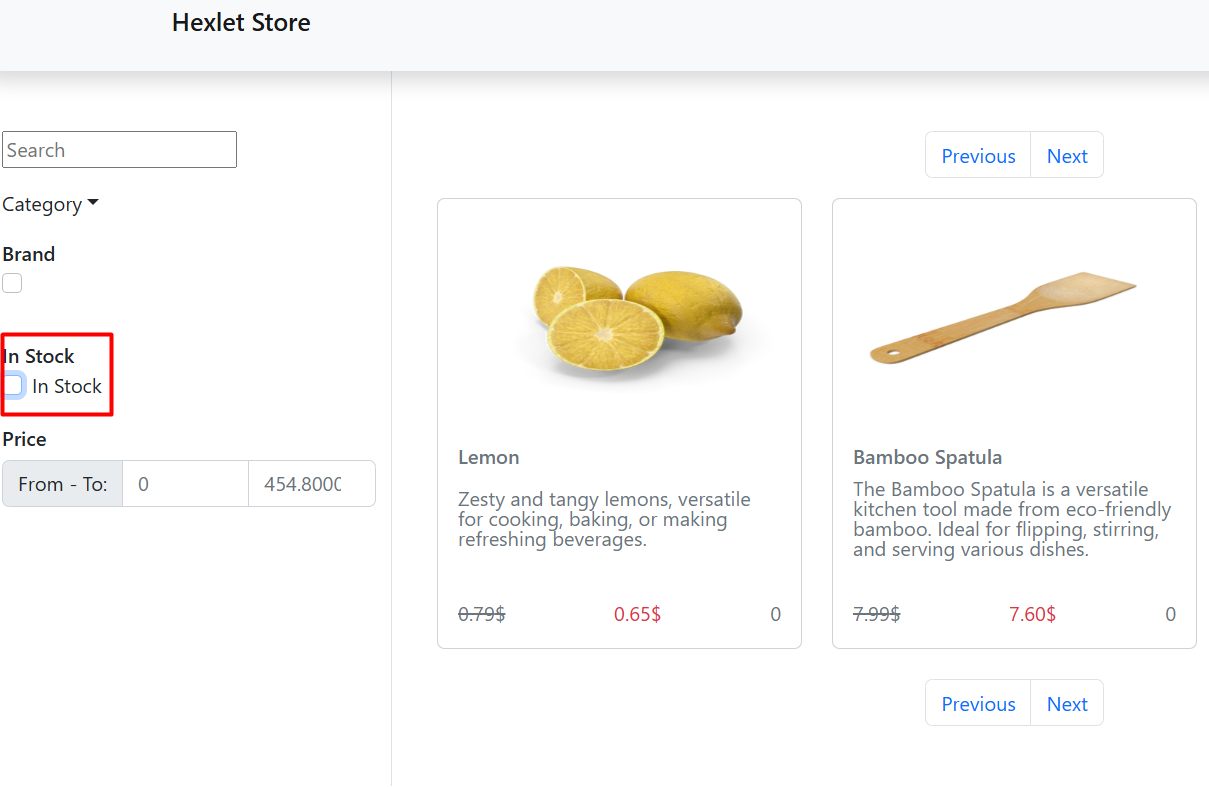 Hexlet Store
Search
Category
Brand
In Stock
In Stock
Price
From - To:
0
454.8000
Previous
Next
Lemon
Zesty and tangy lemons, versatile
for cooking, baking, or making
refreshing beverages.
0.79$
0.65$
0
Bamboo Spatula
The Bamboo Spatula is a versatile
kitchen tool made from eco-friendly
bamboo. Ideal for flipping, stirring,
and serving various dishes.
7.99$
7.60$
0
Previous
Next